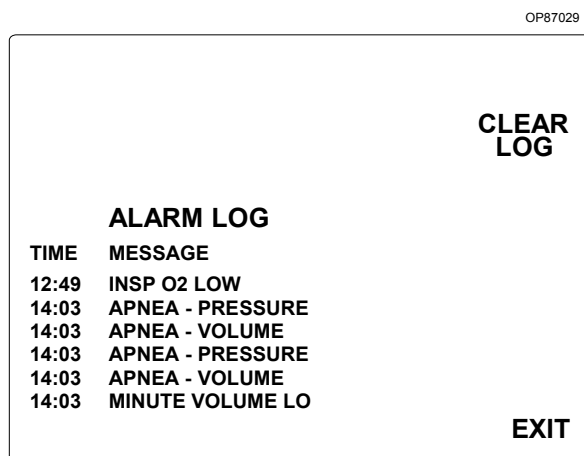 OP87029
CLEAR
LOG
ALARM LOG
TIME MESSAGE
12:49 INSP O2 LOW
14:03 APNEA - PRESSURE
14:03 APNEA - VOLUME
14:03 APNEA - PRESSURE
14:03 APNEA - VOLUME
14:03 MINUTE VOLUME LO
EXIT